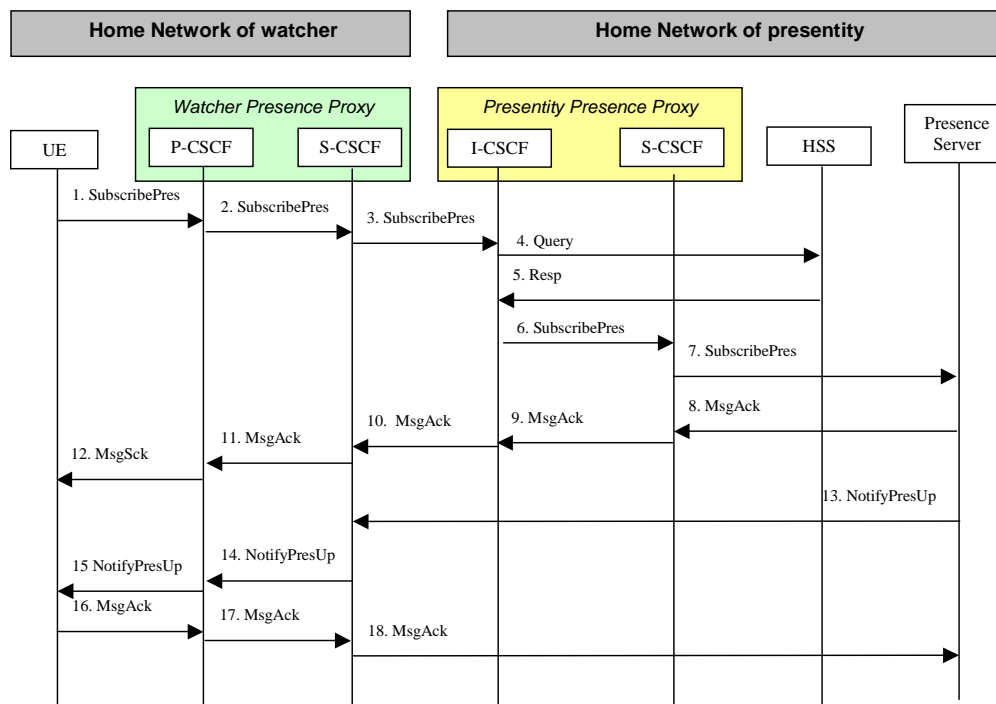 Home Network of watcher
Home Network of presentity
Watcher Presence Proxy
Presentity Presence Proxy
UE
P-CSCF
S-CSCF
I-CSCF
S-CSCF
HSS
Presence
Server
1. SubscribePres
2. SubscribePres
3. SubscribePres
4. Query
5. Resp
6. SubscribePres
7. SubscribePres
8. MsgAck
9. MsgAck
10. MsgAck
11. MsgAck
12. MsgSck
13. NotifyPresUp
14. NotifyPresUp
15 NotifyPresUp
16. MsgAck
17. MsgAck
18. MsgAck